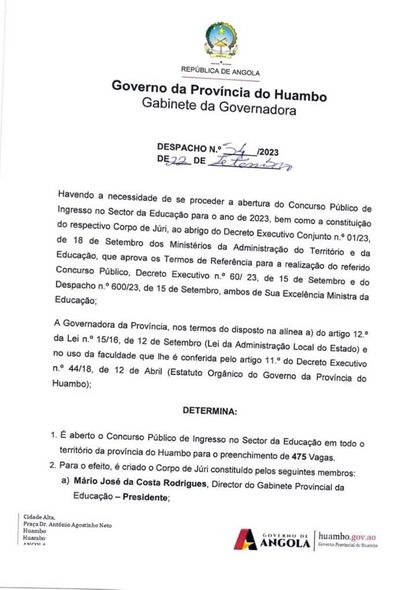 REPÚBLICA DE ANGOLA
Governo da Província do Huambo
Gabinete da Governadora
DESPACHO N.º 54 /2023
DE 22 DE Setembro
Havendo a necessidade de se proceder a abertura do Concurso Público de
Ingresso no Sector da Educação para o ano de 2023, bem como a constituição
do respectivo Corpo de Júri, ao abrigo do Decreto Executivo Conjunto n.º 01/23,
de 18 de Setembro dos Ministérios da Administração do Território e da
Educação, que aprova os Termos de Referência para a realização do referido
Concurso Público, Decreto Executivo n.º 60/ 23, de 15 de Setembro e do
Despacho n.º 600/23, de 15 de Setembro, ambos de Sua Excelência Ministra da
Educação;
A Governadora da Província, nos termos do disposto na alínea a) do artigo 12.º
da Lei n.º 15/16, de 12 de Setembro (Lei da Administração Local do Estado) e
no uso da faculdade que lhe é conferida pelo artigo 11.º do Decreto Executivo
n.º 44/18, de 12 de Abril (Estatuto Orgânico do Governo da Província do
Huambo);
DETERMINA:
1. É aberto o Concurso Público de Ingresso no Sector da Educação em todo o
território da província do Huambo para o preenchimento de 475 Vagas.
2. Para o efeito, é criado o Corpo de Júri constituído pelos seguintes membros:
a) Mário José da Costa Rodrigues, Director do Gabinete Provincial da
Educação – Presidente;
Cidade Alta,
Praça Dr. António Agostinho Neto
Huambo
Huambo
ANGOLA
GOVERNO DE
ANGOLA
huambo.gov.ao
Governo Provincial do Huambo